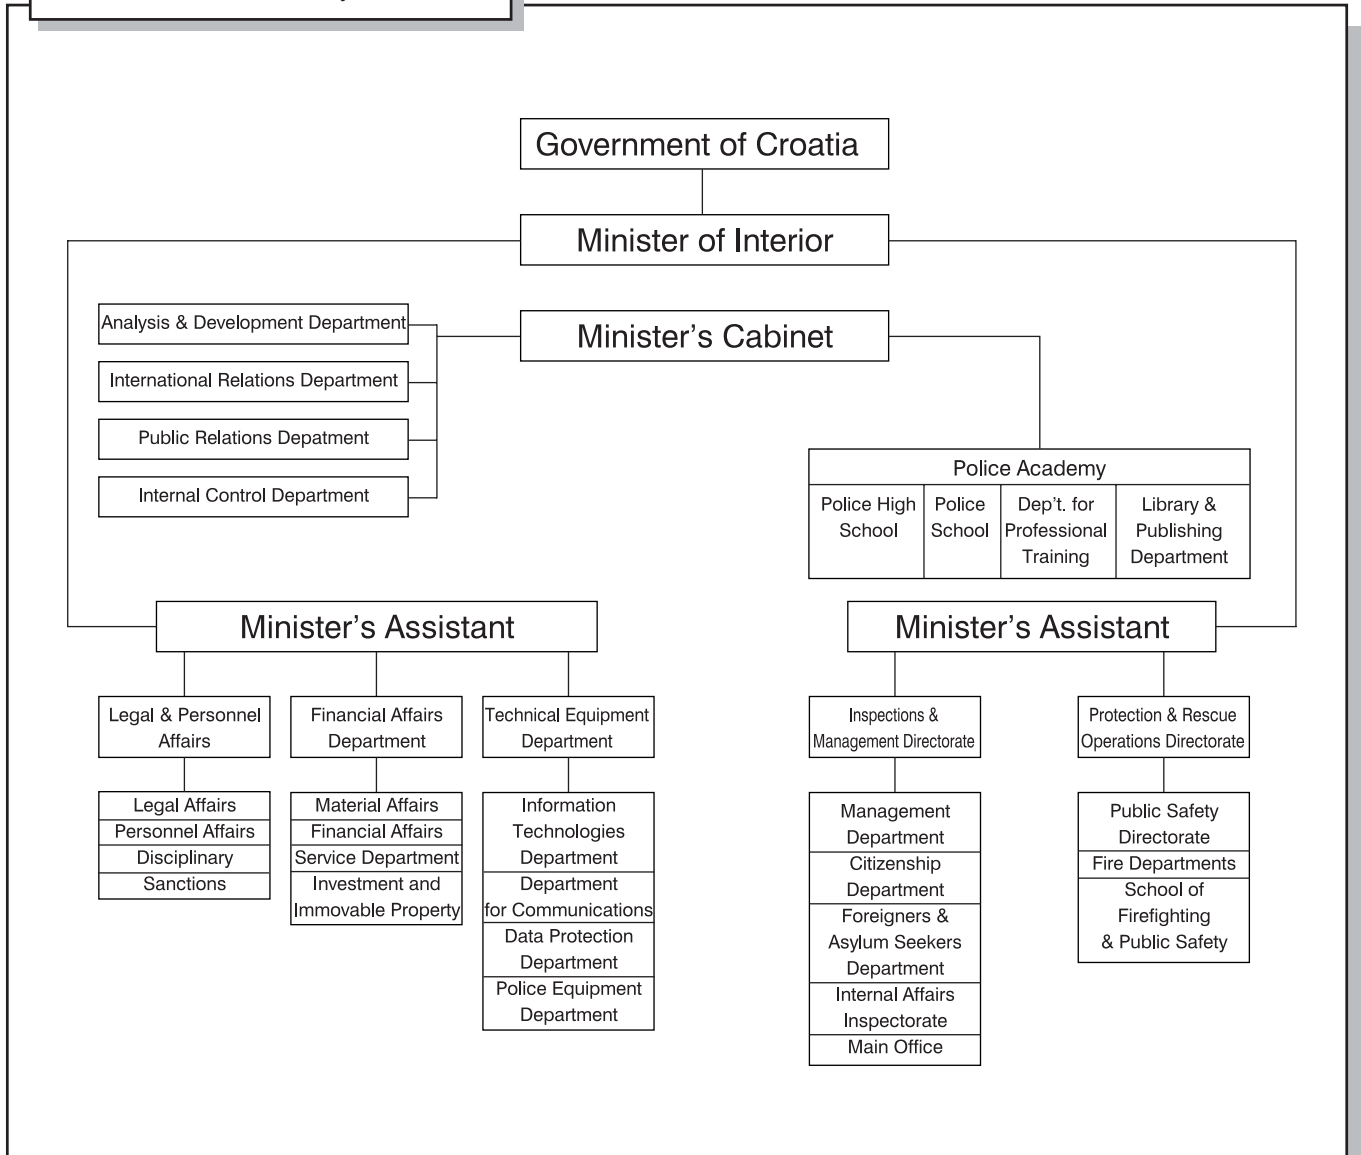 Government of Croatia
Minister of Interior
Minister's Cabinet
Analysis & Development Department
International Relations Department
Public Relations Depatment
Internal Control Department
Police Academy
Police High
School
Police
School
Dep't. for
Professional
Training
Library &
Publishing
Department
Minister's Assistant
Legal & Personnel
Affairs
Legal Affairs
Personnel Affairs
Disciplinary
Sanctions
Financial Affairs
Department
Material Affairs
Financial Affairs
Service Department
Investment and
Immovable Property
Technical Equipment
Department
Information
Technologies
Department
Department
for Communications
Data Protection
Department
Police Equipment
Department
Minister's Assistant
Inspections &
Management Directorate
Management
Department
Citizenship
Department
Foreigners &
Asylum Seekers
Department
Internal Affairs
Inspectorate
Main Office
Protection & Rescue
Operations Directorate
Public Safety
Directorate
Fire Departments
School of
Firefighting
& Public Safety